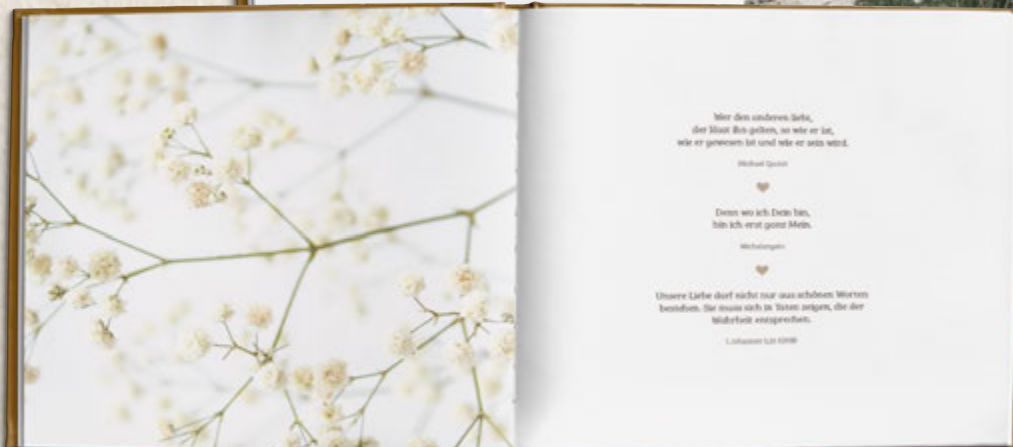 Wer den anderen liebt,
der lässt ihn gelten, so wie er ist,
wie er gewesen ist und wie er sein wird.
Michael Quoist
Denn wo ich Dein bin,
bin ich erst ganz Mein.
Michelangelo
Unsere Liebe darf nicht nur aus schönen Worten
bestehen. Sie muss sich in Taten zeigen, die der
Wahrheit entsprechen.
1. Johannes